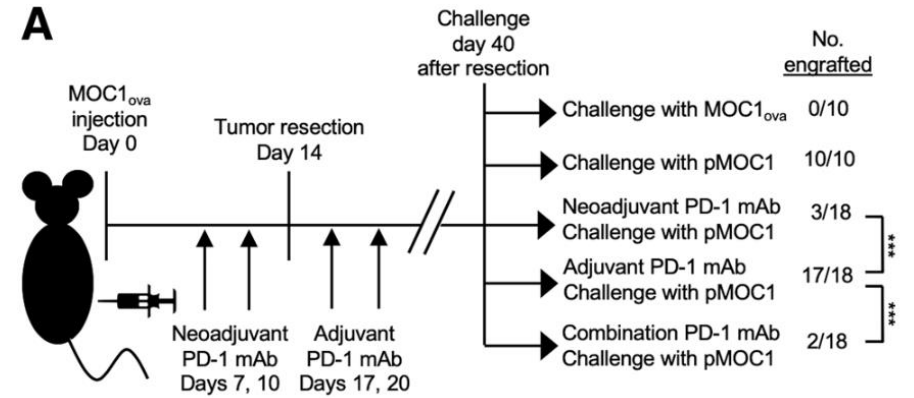 A
MOC1ova
injection
Day 0
Tumor resection
Day 14
Challenge
day 40
after resection
No.
engrafted
Challenge with MOC1ova 0/10
Challenge with pMOC1 10/10
Neoadjuvant PD-1 mAb
Challenge with pMOC1 3/18
Adjuvant PD-1 mAb
Challenge with pMOC1 17/18
Combination PD-1 mAb
Challenge with pMOC1 2/18
***
***
Neoadjuvant
PD-1 mAb
Days 7, 10
Adjuvant
PD-1 mAb
Days 17, 20